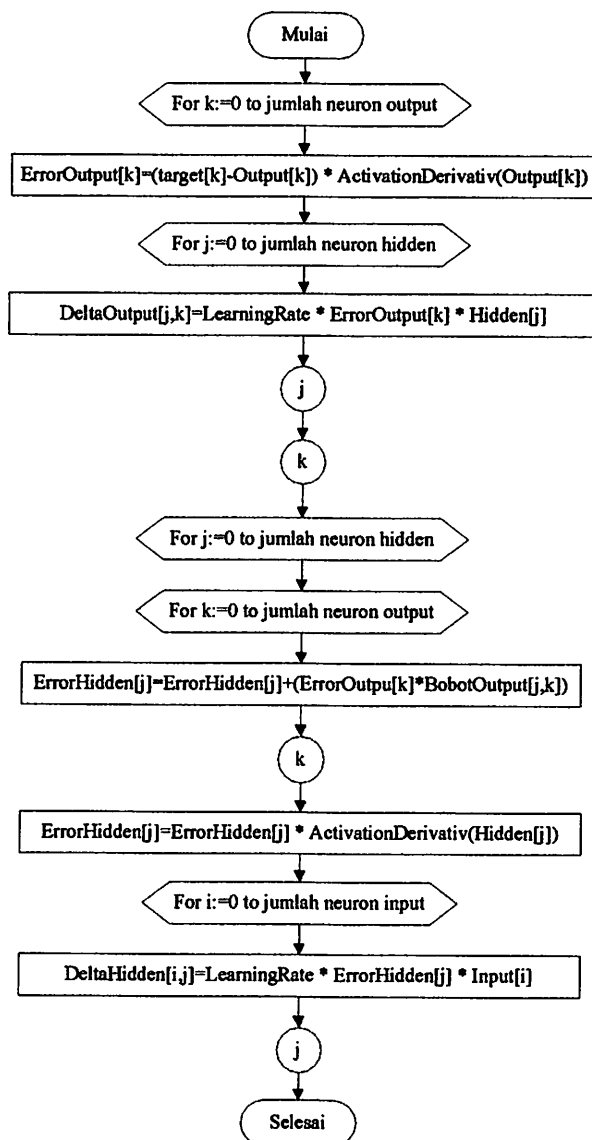 Mulai
For k:=0 to jumlah neuron output
ErrorOutput[k]=(target[k]-Output[k]) * ActivationDerivativ(Output[k])
For j:=0 to jumlah neuron hidden
DeltaOutput[j,k]=LearningRate * ErrorOutput[k] * Hidden[j]
j
k
For j:=0 to jumlah neuron hidden
For k:=0 to jumlah neuron output
ErrorHidden[j]=ErrorHidden[j]+(ErrorOutpu[k]*BobotOutput[j,k])
k
ErrorHidden[j]=ErrorHidden[j] * ActivationDerivativ(Hidden[j])
For i:=0 to jumlah neuron input
DeltaHidden[i,j]=LearningRate * ErrorHidden[j] * Input[i]
j
Selesai